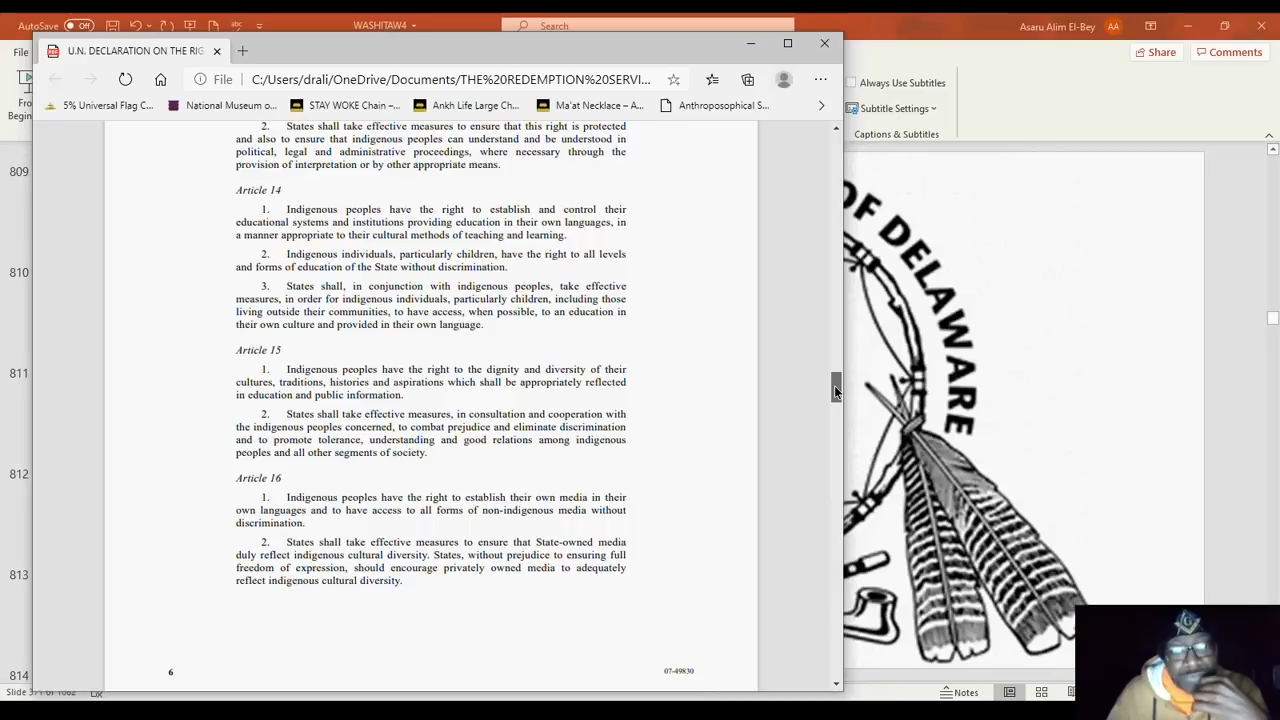 AutoSave Off
WASHITAW4
Search
Asaru Alim El-Bey
AA
File
Share
Comments
From
Begin
Always Use Subtitles
Subtitle Settings
Captions & Subtitles
U.N. DECLARATION ON THE RIG
File C:/Users/drali/OneDrive/Documents/THE%20REDEMPTION%20SERVI...
5% Universal Flag C...
National Museum o...
STAY WOKE Chain –...
Ankh Life Large Ch...
Ma'at Necklace – A...
Anthroposophical S...
2. States shall take effective measures to ensure that this right is protected
and also to ensure that indigenous peoples can understand and be understood in
political, legal and administrative proceedings, where necessary through the
provision of interpretation or by other appropriate means.
Article 14
1. Indigenous peoples have the right to establish and control their
educational systems and institutions providing education in their own languages, in
a manner appropriate to their cultural methods of teaching and learning.
2. Indigenous individuals, particularly children, have the right to all levels
and forms of education of the State without discrimination.
3. States shall, in conjunction with indigenous peoples, take effective
measures, in order for indigenous individuals, particularly children, including those
living outside their communities, to have access, when possible, to an education in
their own culture and provided in their own language.
Article 15
1. Indigenous peoples have the right to the dignity and diversity of their
cultures, traditions, histories and aspirations which shall be appropriately reflected
in education and public information.
2. States shall take effective measures, in consultation and cooperation with
the indigenous peoples concerned, to combat prejudice and eliminate discrimination
and to promote tolerance, understanding and good relations among indigenous
peoples and all other segments of society.
Article 16
1. Indigenous peoples have the right to establish their own media in their
own languages and to have access to all forms of non-indigenous media without
discrimination.
2. States shall take effective measures to ensure that State-owned media
duly reflect indigenous cultural diversity. States, without prejudice to ensuring full
freedom of expression, should encourage privately owned media to adequately
reflect indigenous cultural diversity.
6
07-49830
809
810
811
812
813
814
OF DELAWARE
G
Notes